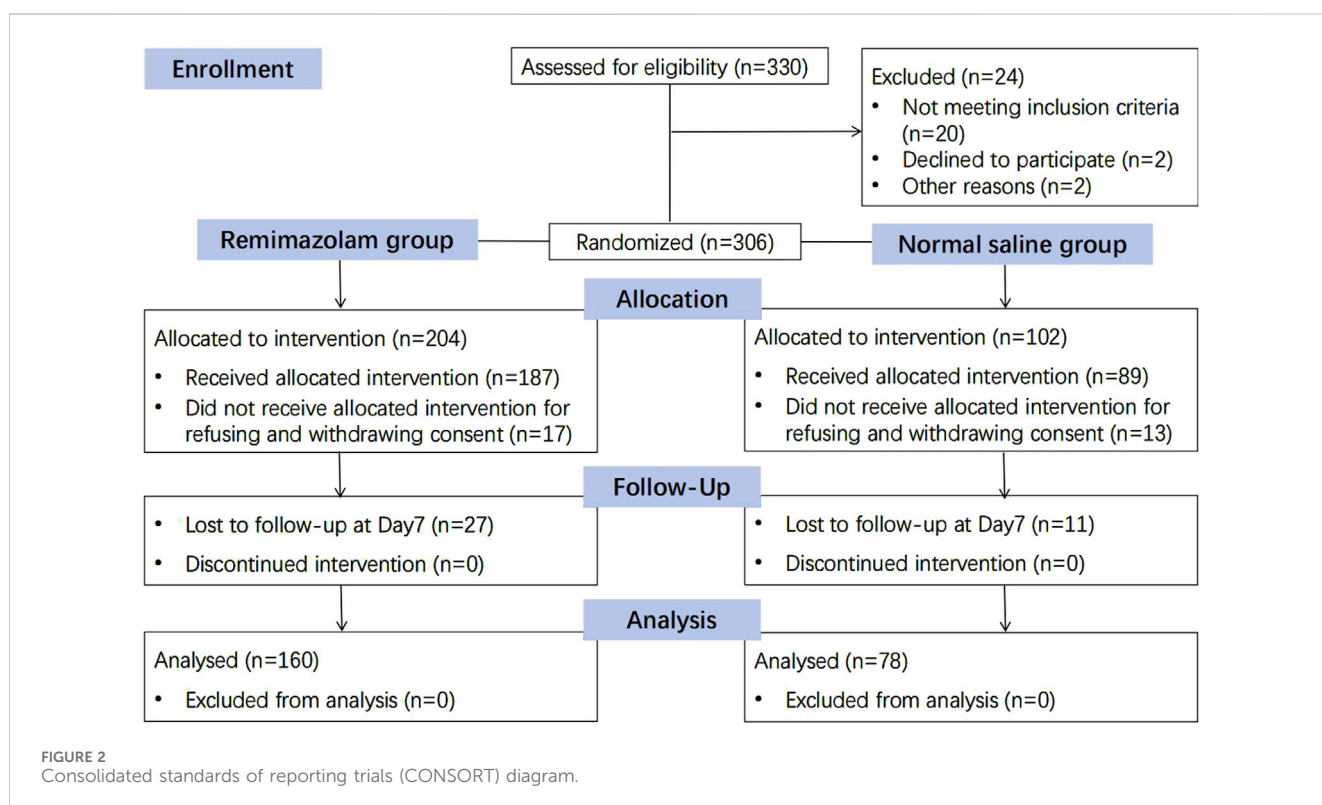 Enrollment
Assessed for eligibility (n=330)
Excluded (n=24)
• Not meeting inclusion criteria
(n=20)
• Declined to participate (n=2)
• Other reasons (n=2)
Randomized (n=306)
Remimazolam group
Normal saline group
Allocation
Allocated to intervention (n=204)
• Received allocated intervention (n=187)
• Did not receive allocated intervention for
refusing and withdrawing consent (n=17)
Allocated to intervention (n=102)
• Received allocated intervention (n=89)
• Did not receive allocated intervention for
refusing and withdrawing consent (n=13)
Follow-Up
• Lost to follow-up at Day7 (n=27)
• Discontinued intervention (n=0)
• Lost to follow-up at Day7 (n=11)
• Discontinued intervention (n=0)
Analysis
Analysed (n=160)
• Excluded from analysis (n=0)
Analysed (n=78)
• Excluded from analysis (n=0)
FIGURE 2
Consolidated standards of reporting trials (CONSORT) diagram.